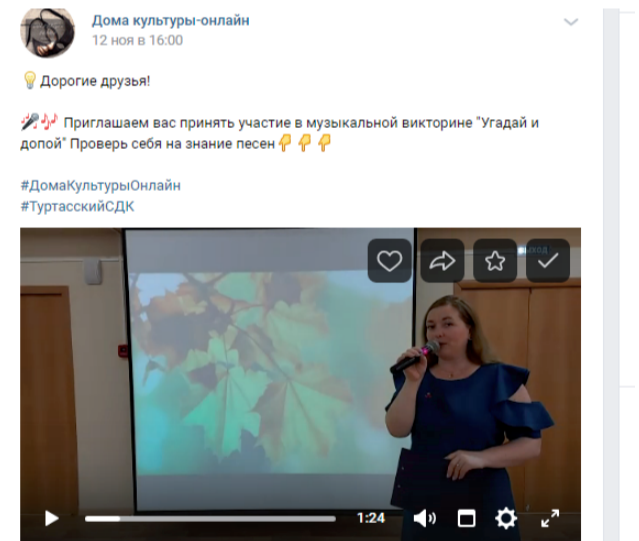 Дома культуры-онлайн
12 ноя в 16:00
Дорогие друзья!
Приглашаем вас принять участие в музыкальной викторине "Угадай и
допой" Проверь себя на знание песен
#ДомаКультурыОнлайн
#ТуртасскийСДК
ВЫХОД
1:24